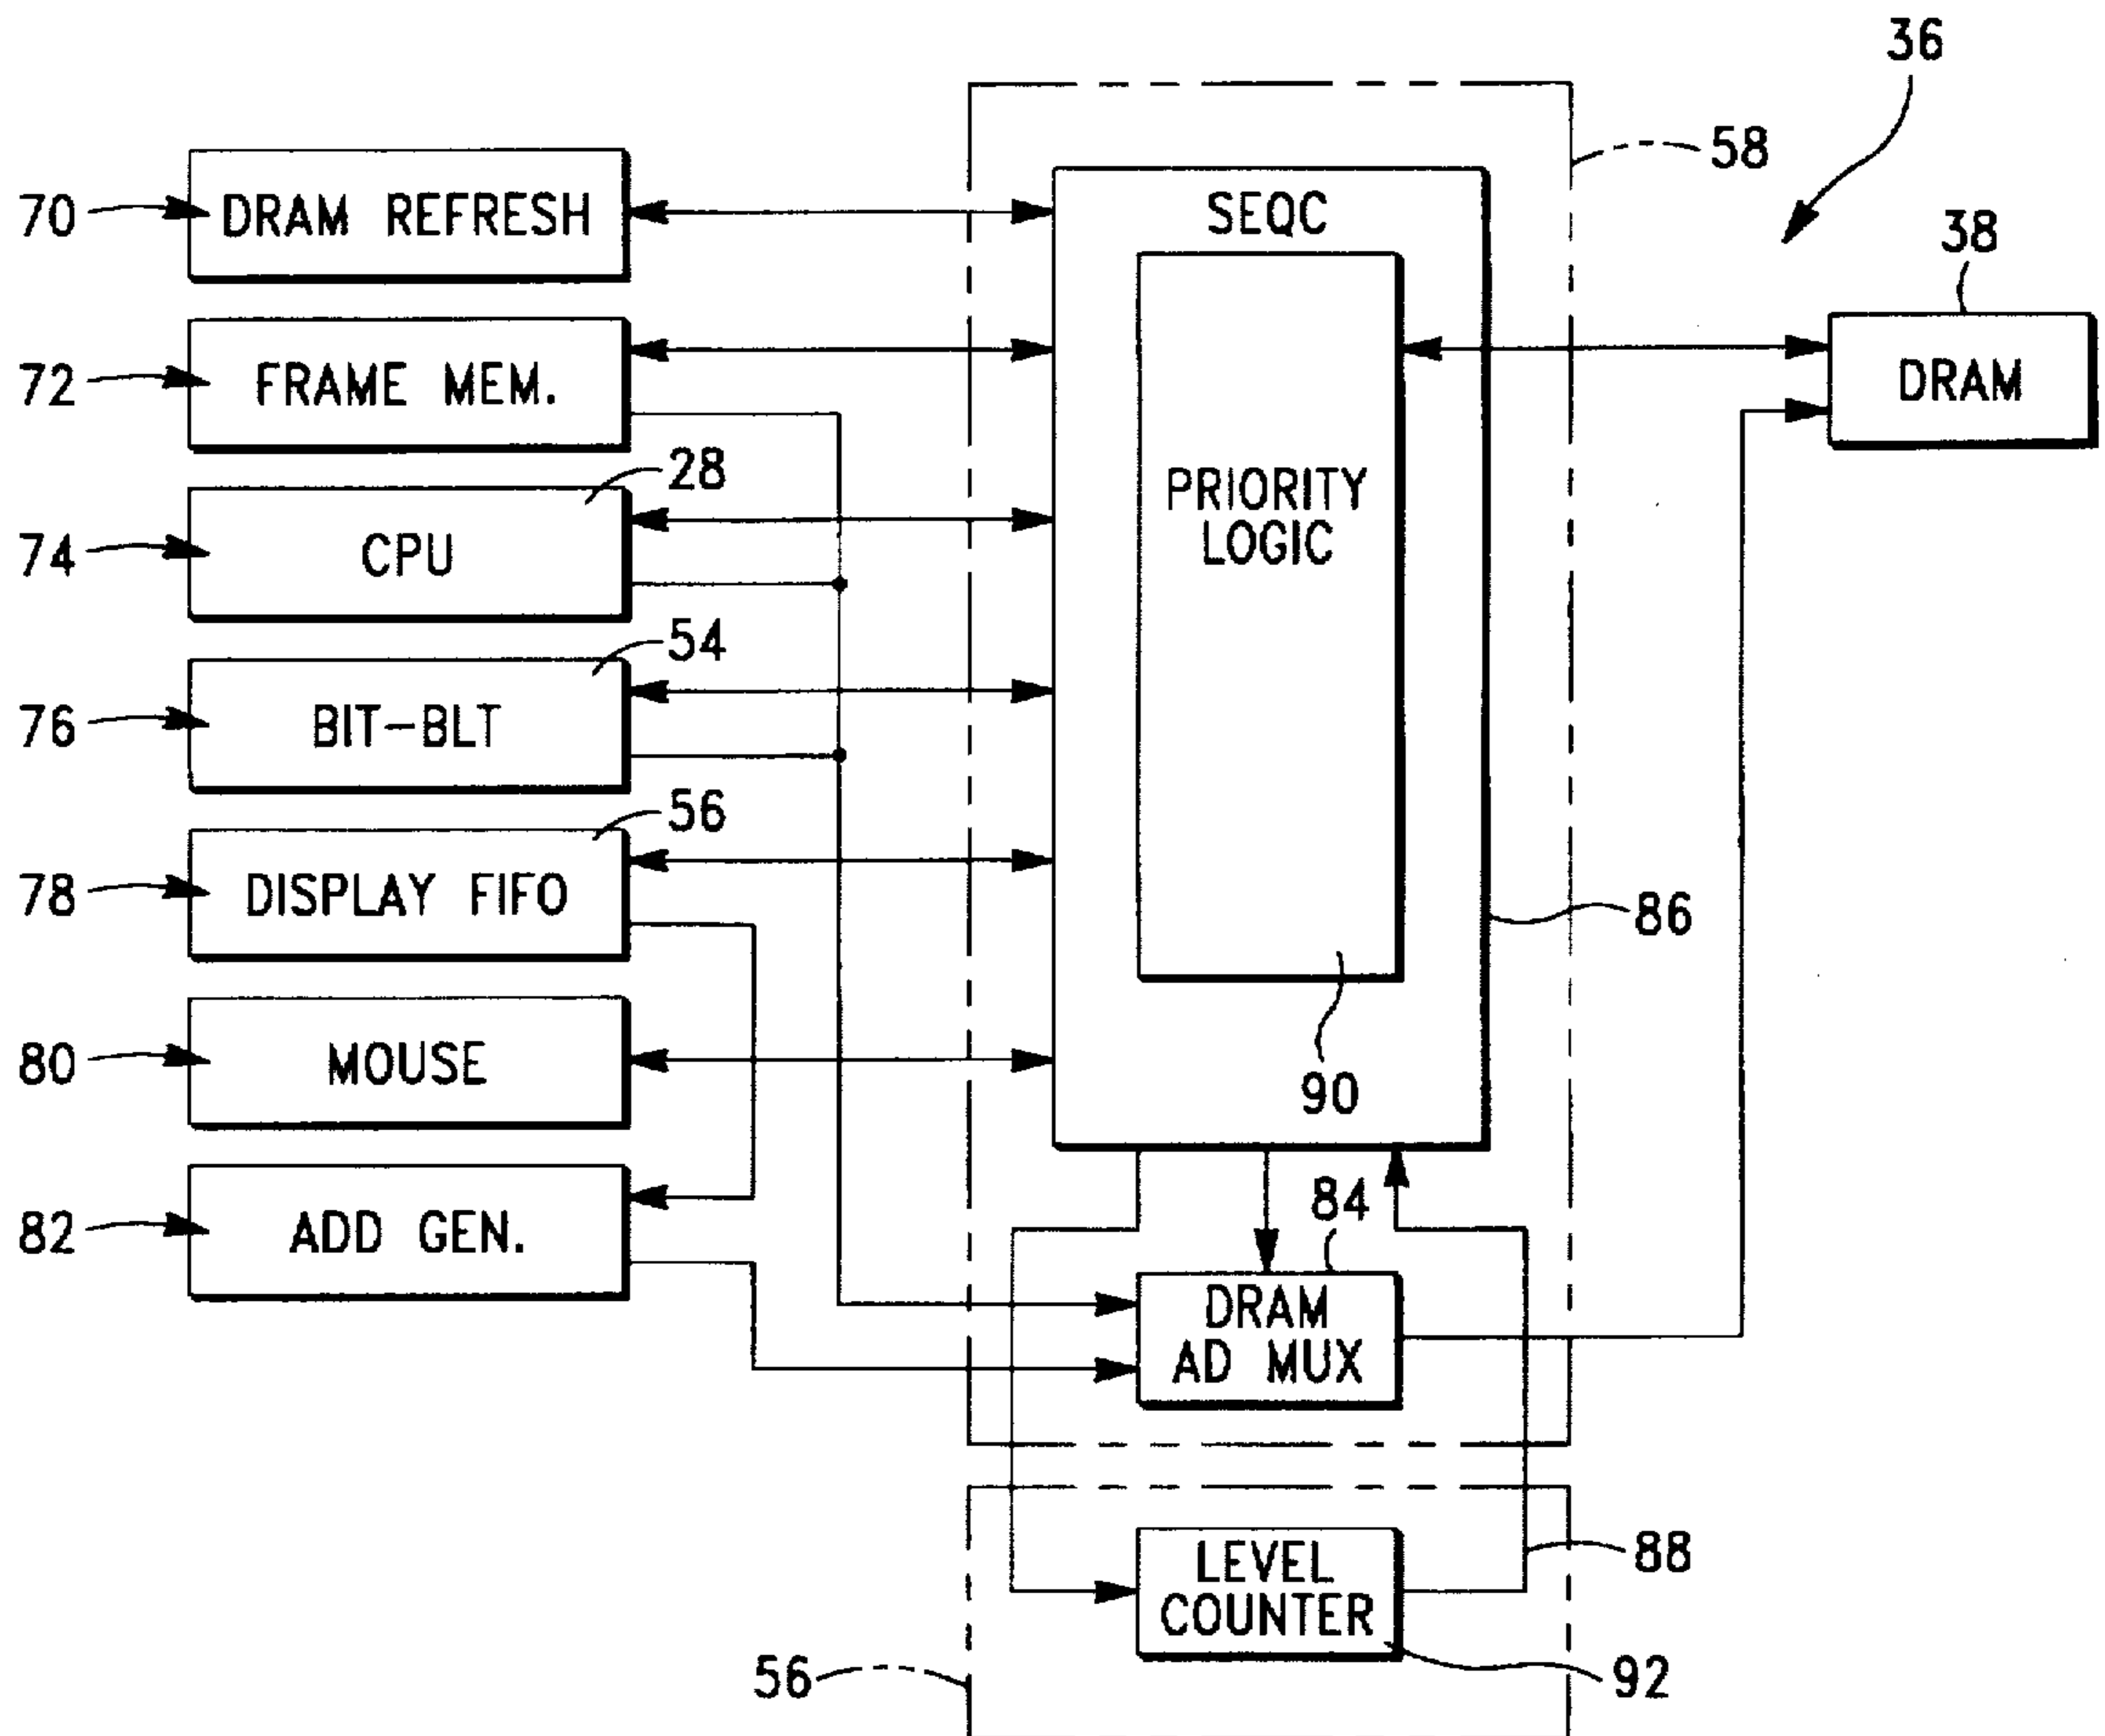 36
58
70
DRAM REFRESH
SEQC
38
DRAM
72
FRAME MEM.
28
74
CPU
PRIORITY
LOGIC
54
76
BIT-BLT
56
78
DISPLAY FIFO
86
80
MOUSE
90
82
ADD GEN.
84
DRAM
AD MUX
LEVEL
COUNTER
88
56
92